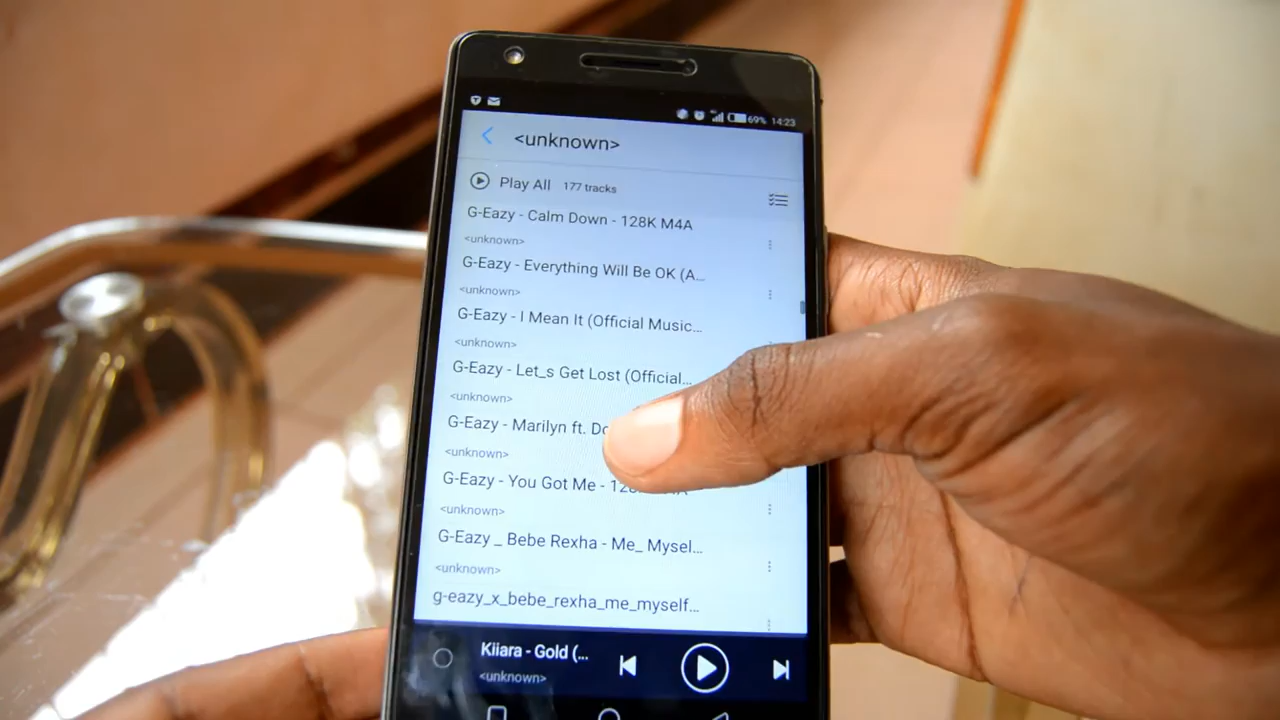 69% 14:23
<unknown>
Play All 177 tracks
G-Eazy - Calm Down - 128K M4A
<unknown>
G-Eazy - Everything Will Be OK (A...
<unknown>
G-Eazy - I Mean It (Official Music...
<unknown>
G-Eazy - Let_s Get Lost (Official...
<unknown>
G-Eazy - Marilyn ft.
<unknown>
G-Eazy - You Got Me -
<unknown>
G-Eazy _ Bebe Rexha - Me_ Mysel...
<unknown>
g-eazy_x_bebe_rexha_me_myself...
Kiiara - Gold (...
<unknown>